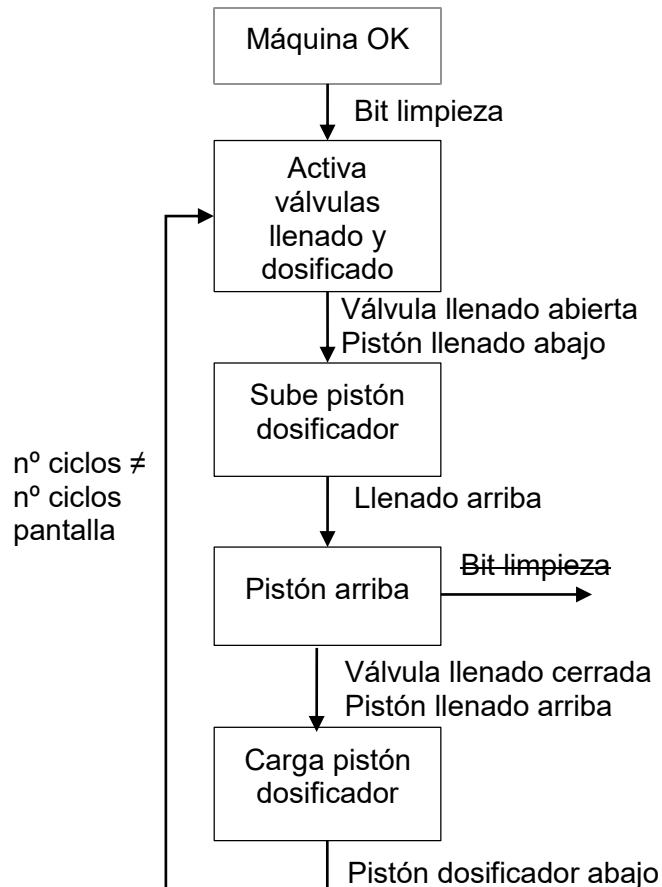 Máquina OK
Bit limpieza
Activa
válvulas
llenado y
dosificado
Válvula llenado abierta
Pistón llenado abajo
Sube pistón
dosificador
nº ciclos ≠
nº ciclos
pantalla
Llenado arriba
Pistón arriba
Bit limpieza
Válvula llenado cerrada
Pistón llenado arriba
Carga pistón
dosificador
Pistón dosificador abajo